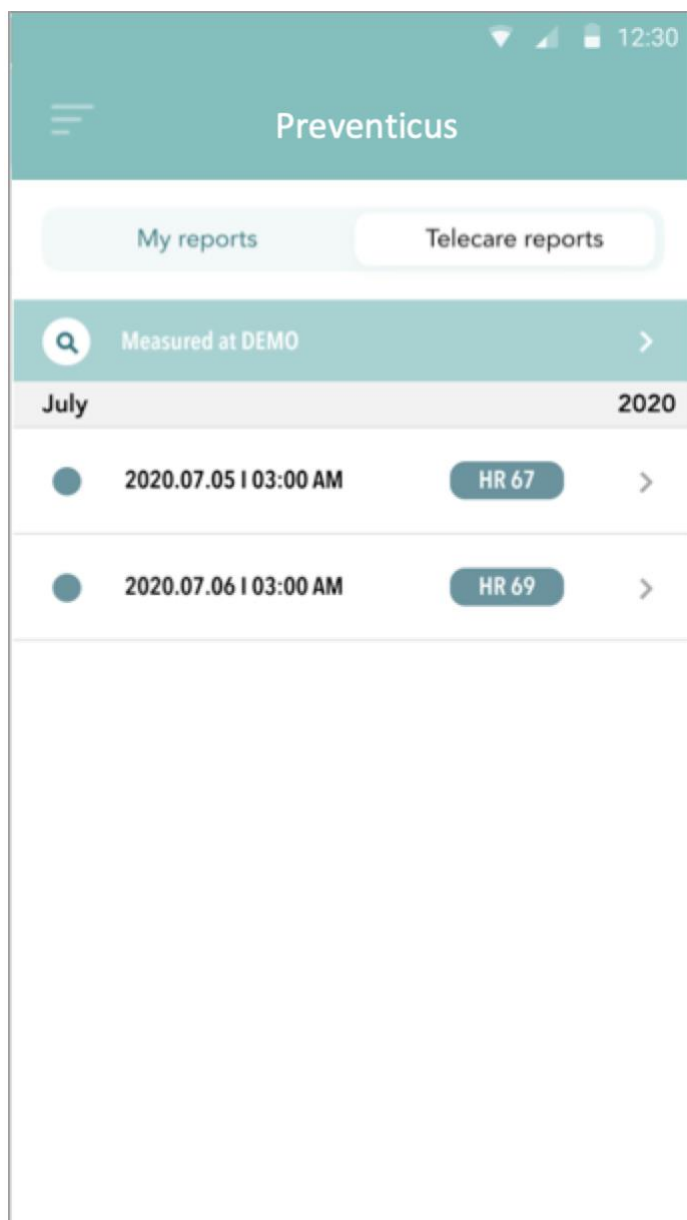 12:30
Preventicus
My reports Telecare reports
Measured at DEMO
July 2020
2020.07.05 I 03:00 AM HR 67
2020.07.06 I 03:00 AM HR 69